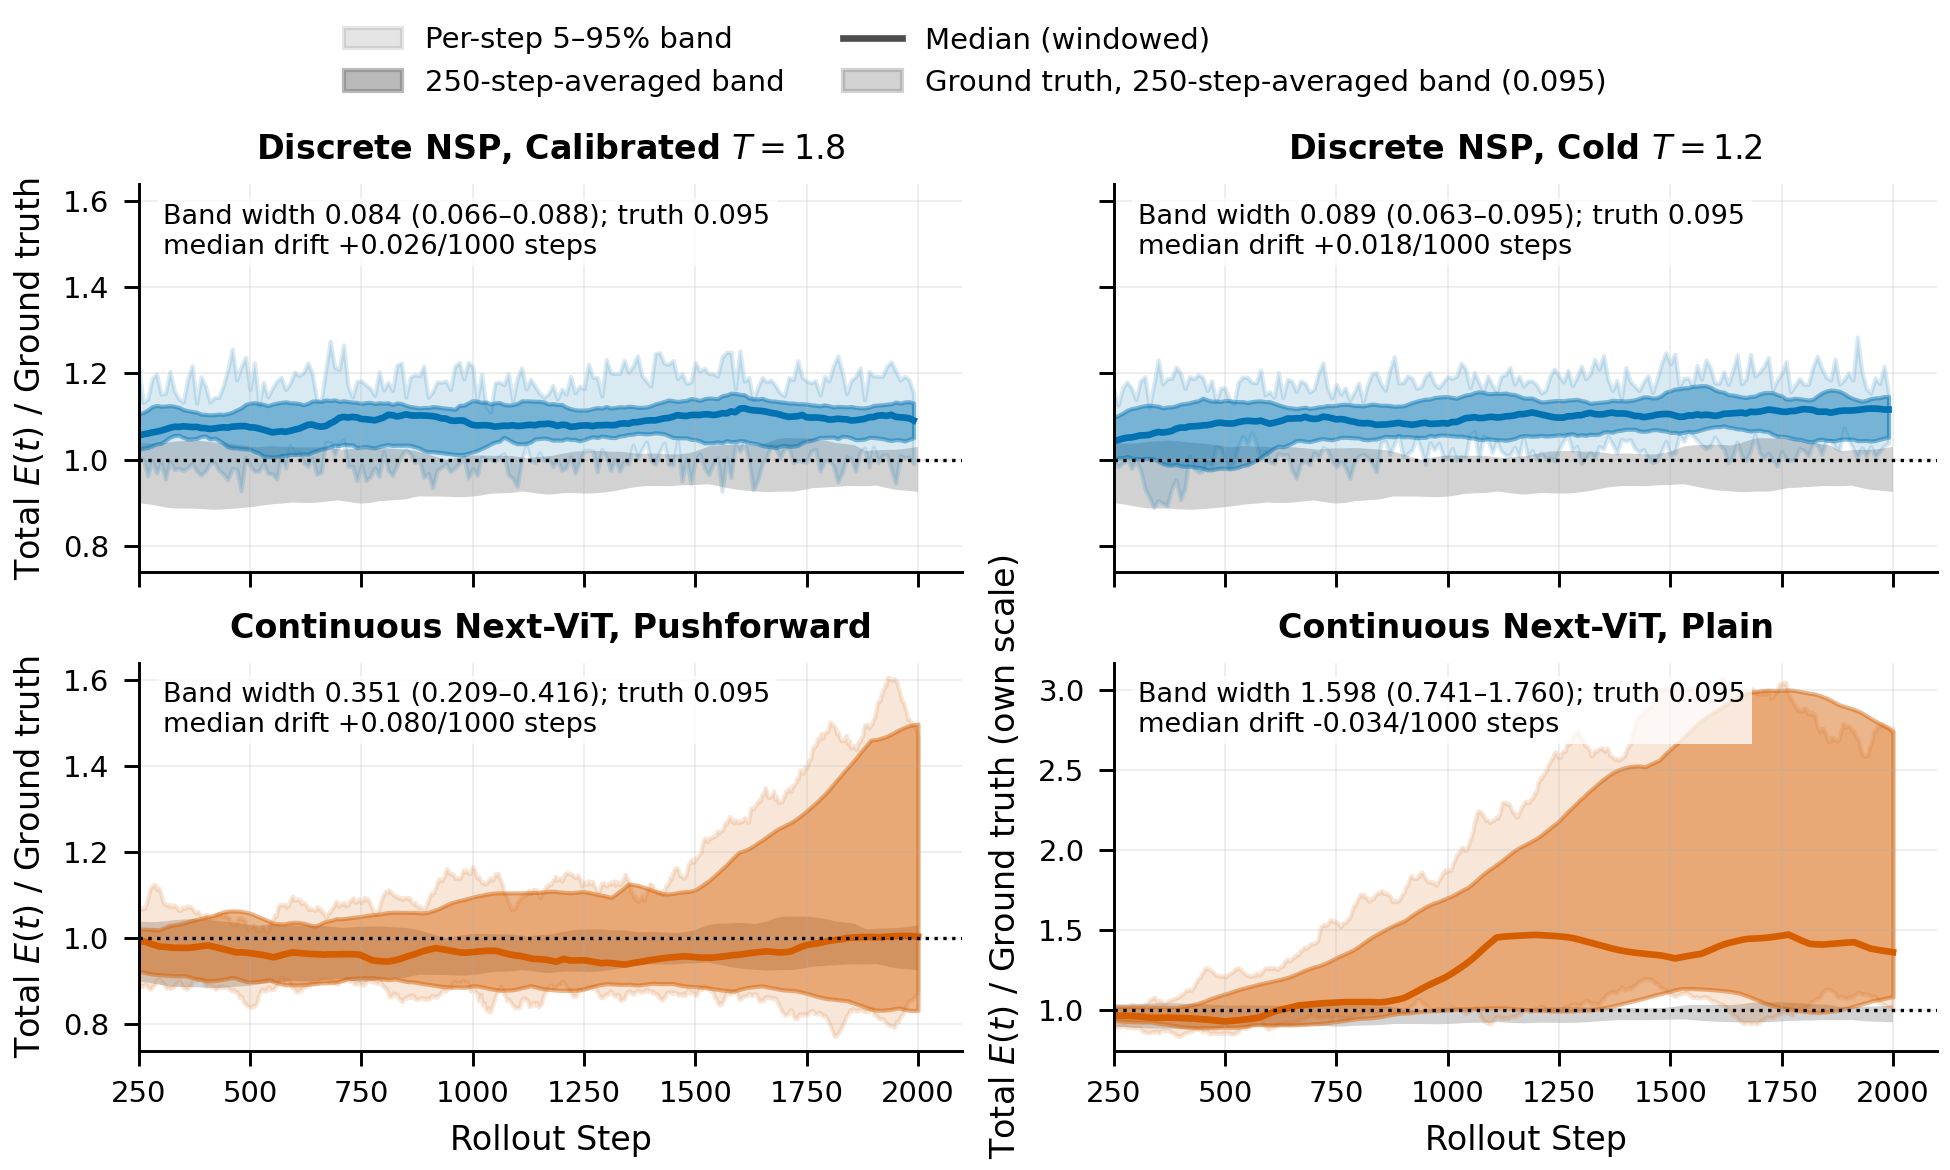 Per-step 5–95% band
250-step-averaged band
Median (windowed)
Ground truth, 250-step-averaged band (0.095)
Discrete NSP, Calibrated T = 1.8
Total E(t) / Ground truth
1.6
1.4
1.2
1.0
0.8
Band width 0.084 (0.066–0.088); truth 0.095
median drift +0.026/1000 steps
Discrete NSP, Cold T = 1.2
Band width 0.089 (0.063–0.095); truth 0.095
median drift +0.018/1000 steps
Continuous Next-ViT, Pushforward
Total E(t) / Ground truth
1.6
1.4
1.2
1.0
0.8
Band width 0.351 (0.209–0.416); truth 0.095
median drift +0.080/1000 steps
250 500 750 1000 1250 1500 1750 2000
Rollout Step
Continuous Next-ViT, Plain
Total E(t) / Ground truth (own scale)
3.0
2.5
2.0
1.5
1.0
Band width 1.598 (0.741–1.760); truth 0.095
median drift -0.034/1000 steps
250 500 750 1000 1250 1500 1750 2000
Rollout Step